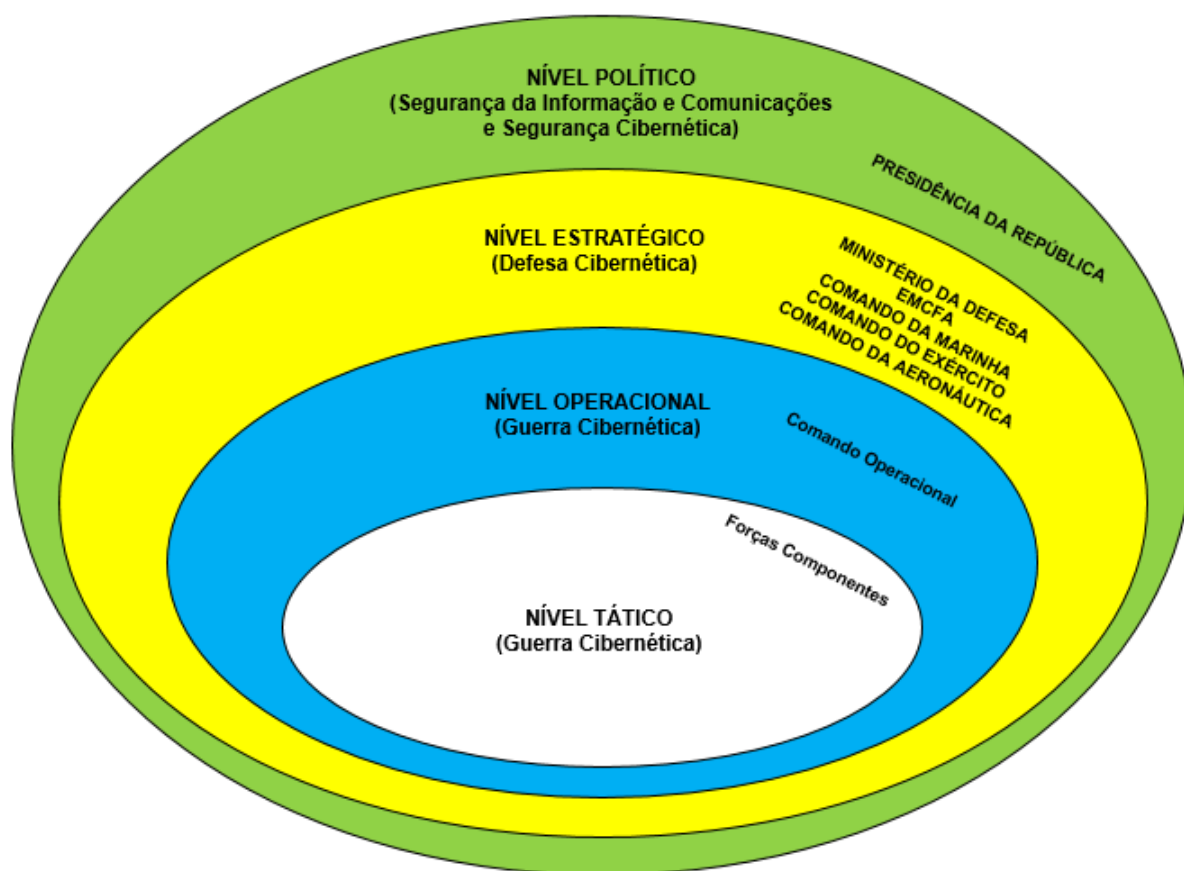 NÍVEL POLÍTICO
(Segurança da Informação e Comunicações
e Segurança Cibernética)
PRESIDÊNCIA DA REPÚBLICA
NÍVEL ESTRATÉGICO
(Defesa Cibernética)
MINISTÉRIO DA DEFESA
EMCFA
COMANDO DA MARINHA
COMANDO DO EXÉRCITO
COMANDO DA AERONÁUTICA
NÍVEL OPERACIONAL
(Guerra Cibernética)
Comando Operacional
Forças Componentes
NÍVEL TÁTICO
(Guerra Cibernética)